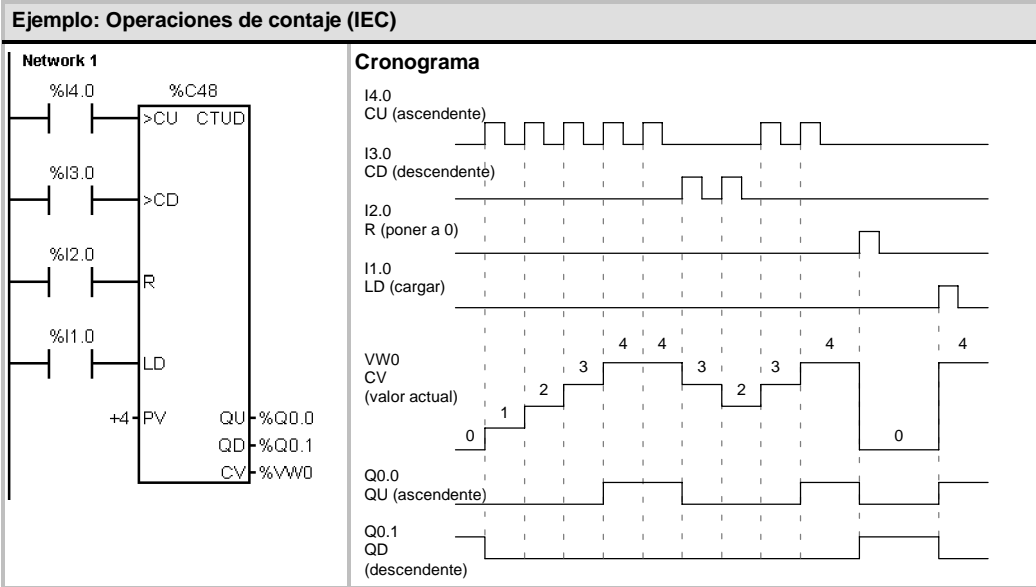 Ejemplo: Operaciones de contaje (IEC)
Network 1
%I4.0
%C48
>CU CTUD
%I3.0
>CD
%I2.0
R
%I1.0
LD
+4 PV
QU %Q0.0
QD %Q0.1
CV %VW0
Cronograma
I4.0
CU (ascendente)
I3.0
CD (descendente)
I2.0
R (poner a 0)
I1.0
LD (cargar)
VW0
CV
(valor actual)
0 1 2 3 4 4 3 2 3 4 0 4
Q0.0
QU (ascendente)
Q0.1
QD
(descendente)